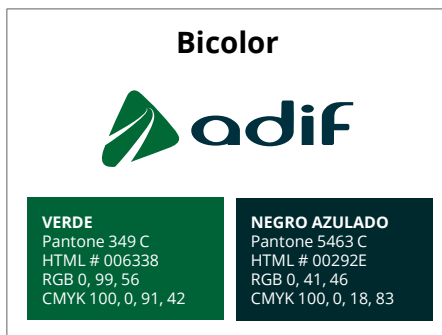 Bicolor
adif
VERDE
Pantone 349 C
HTML # 006338
RGB 0, 99, 56
CMYK 100, 0, 91, 42
NEGRO AZULADO
Pantone 5463 C
HTML # 00292E
RGB 0, 41, 46
CMYK 100, 0, 18, 83